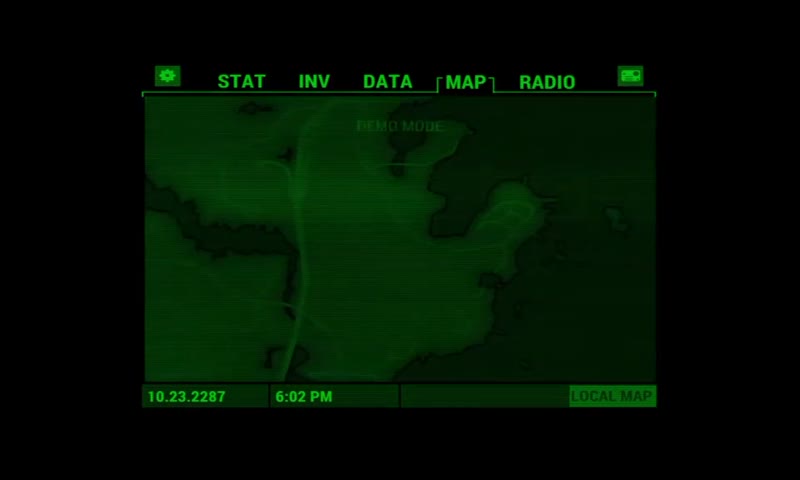 STAT INV DATA MAP RADIO
DEMO MODE
10.23.2287 6:02 PM LOCAL MAP